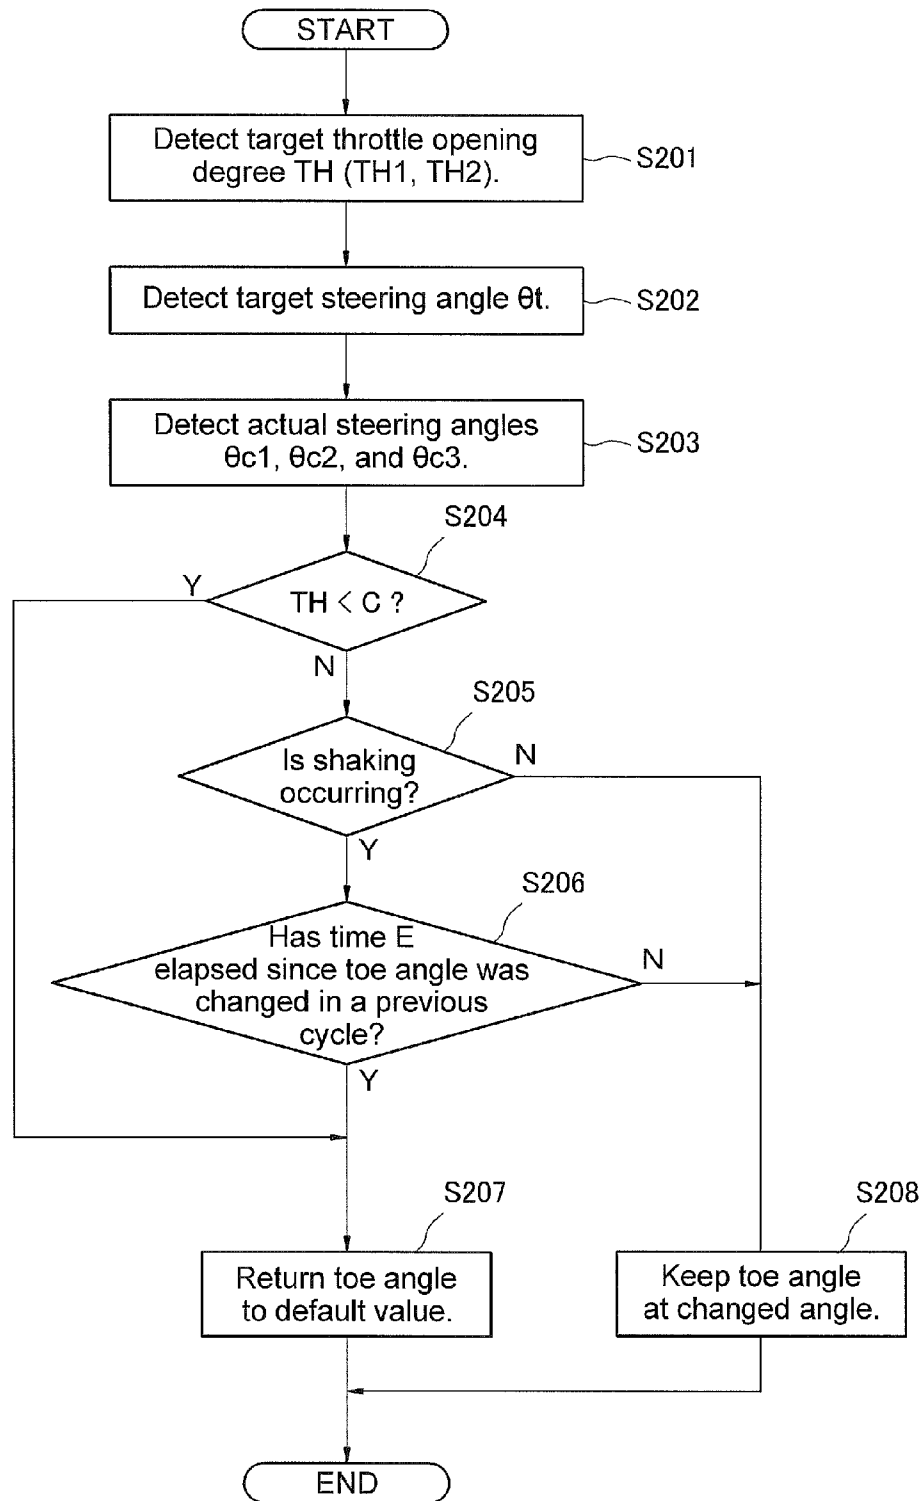 START
Detect target throttle opening
degree TH (TH1, TH2).
S201
Detect target steering angle θt.
S202
Detect actual steering angles
θc1, θc2, and θc3.
S203
S204
Y
TH < C ?
N
S205
Is shaking
occurring?
N
Y
S206
Has time E
elapsed since toe angle was
changed in a previous
cycle?
N
Y
S207
Return toe angle
to default value.
S208
Keep toe angle
at changed angle.
END